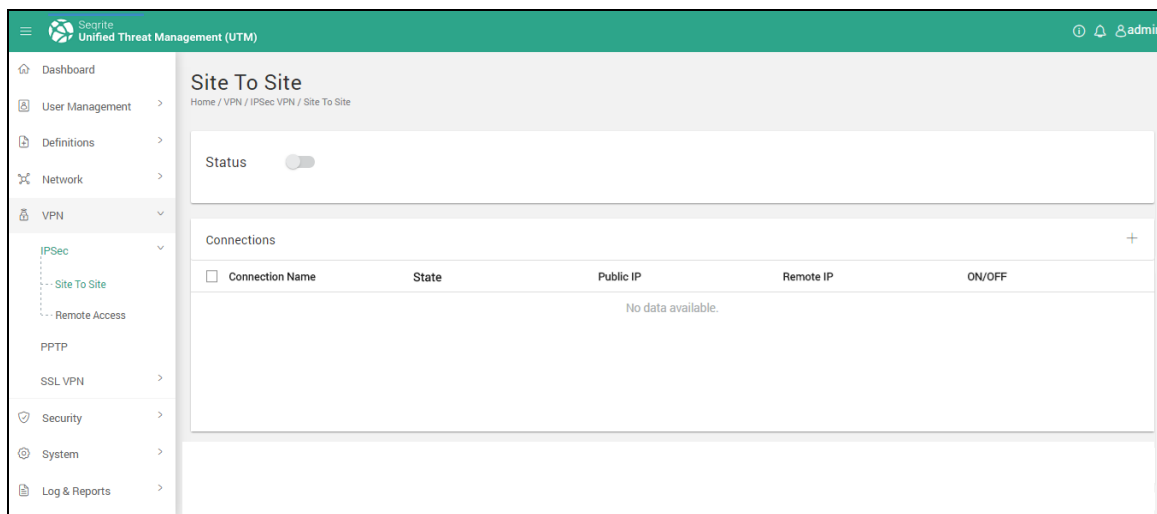 Seqrite
Unified Threat Management (UTM)
admin
Dashboard
User Management
Definitions
Network
VPN
IPSec
Site To Site
Remote Access
PPTP
SSL VPN
Security
System
Log & Reports
Site To Site
Home / VPN / IPSec VPN / Site To Site
Status
Connections
Connection Name State Public IP Remote IP ON/OFF
No data available.